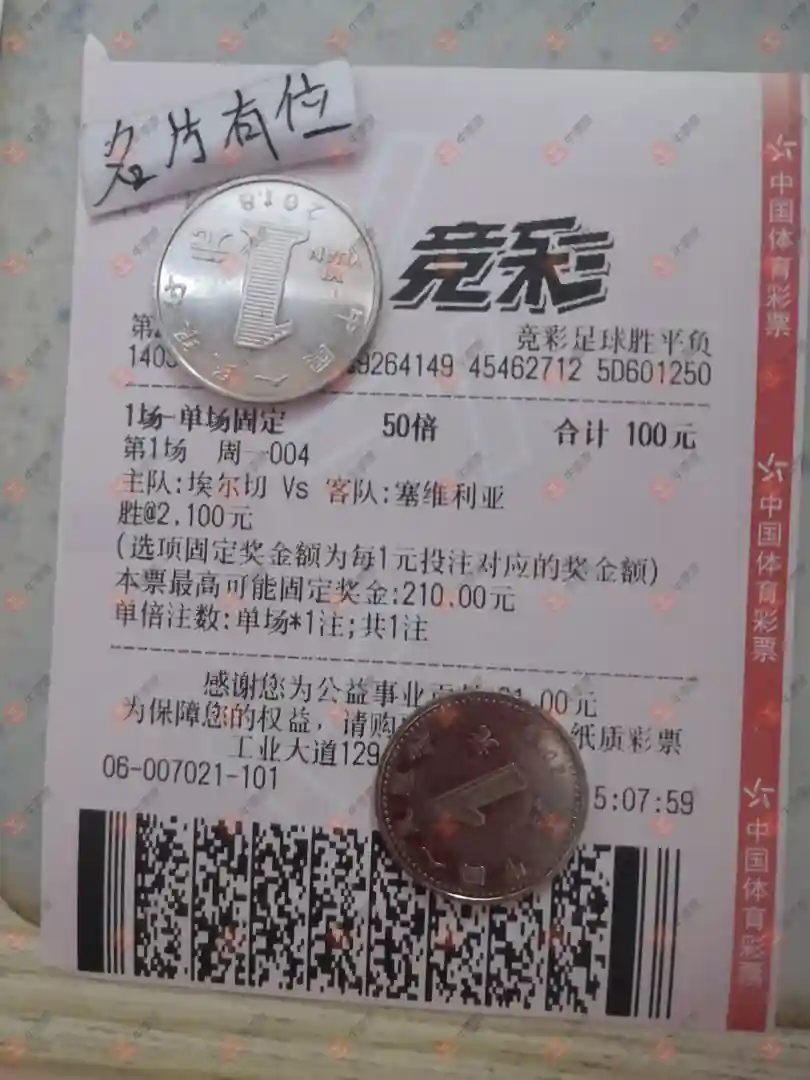 名片有位
竞彩
竞彩足球胜平负
9264149 45462712 5D601250
1场-单场固定 50倍 合计 100元
第1场 周一004
主队:埃尔切 Vs 客队:塞维利亚
胜@2.100元
(选项固定奖金额为每1元投注对应的奖金额)
本票最高可能固定奖金:210.00元
单倍注数:单场*1注;共1注
感谢您为公益事业 .00元
为保障您的权益，请购 纸质彩票
工业大道129
06-007021-101 5:07:59
中国体育彩票
中国体育彩票
中国体育彩票
2018
1